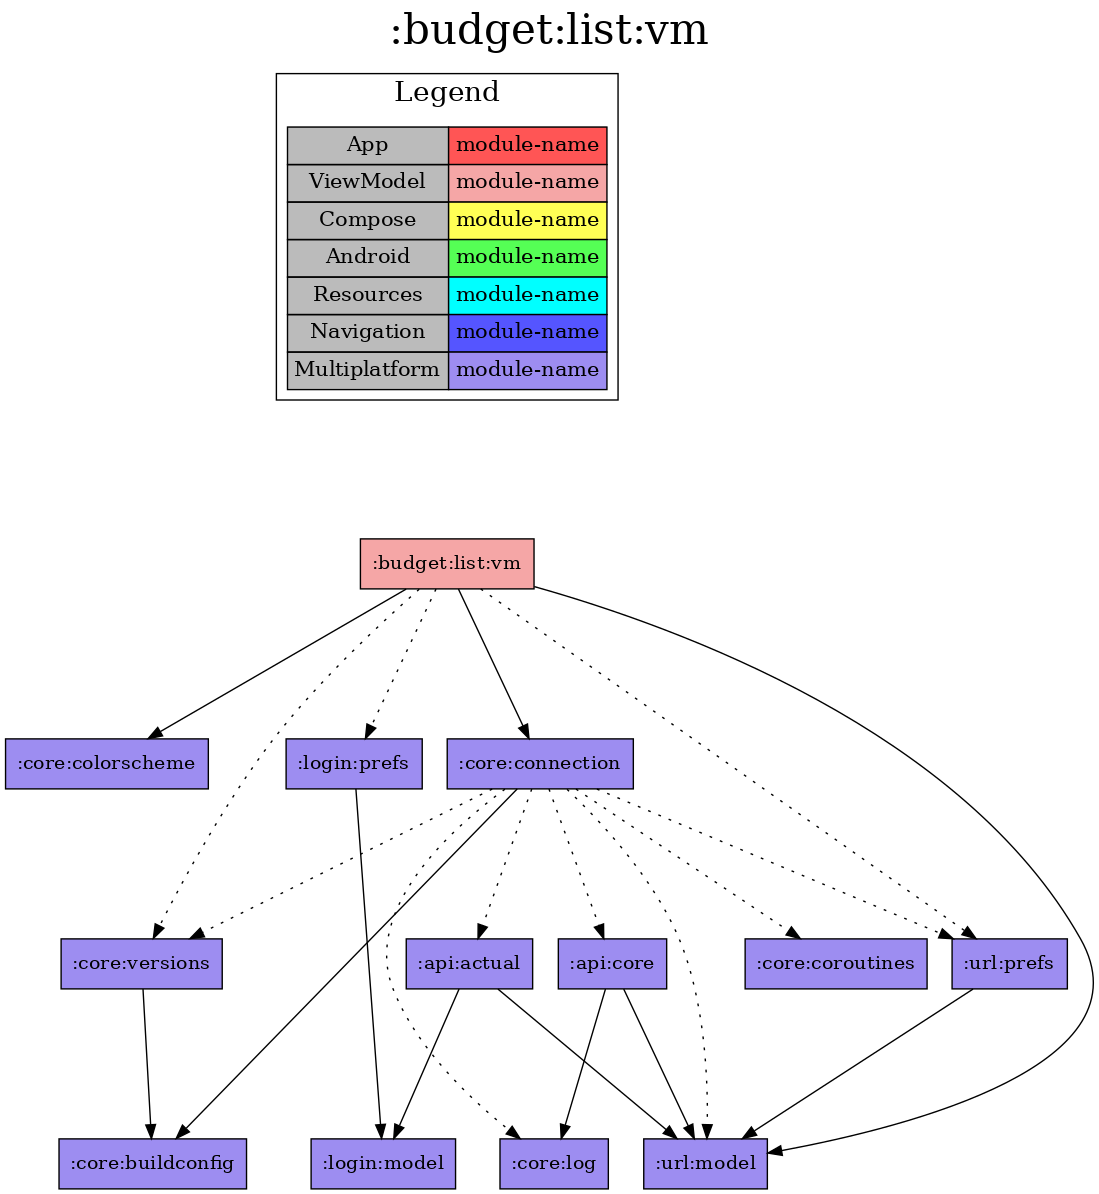 :budget:list:vm
Legend
App module-name
ViewModel module-name
Compose module-name
Android module-name
Resources module-name
Navigation module-name
Multiplatform module-name
:budget:list:vm
:core:colorscheme :login:prefs :core:connection
:core:versions :api:actual :api:core :core:coroutines :url:prefs
:core:buildconfig :login:model :core:log :url:model